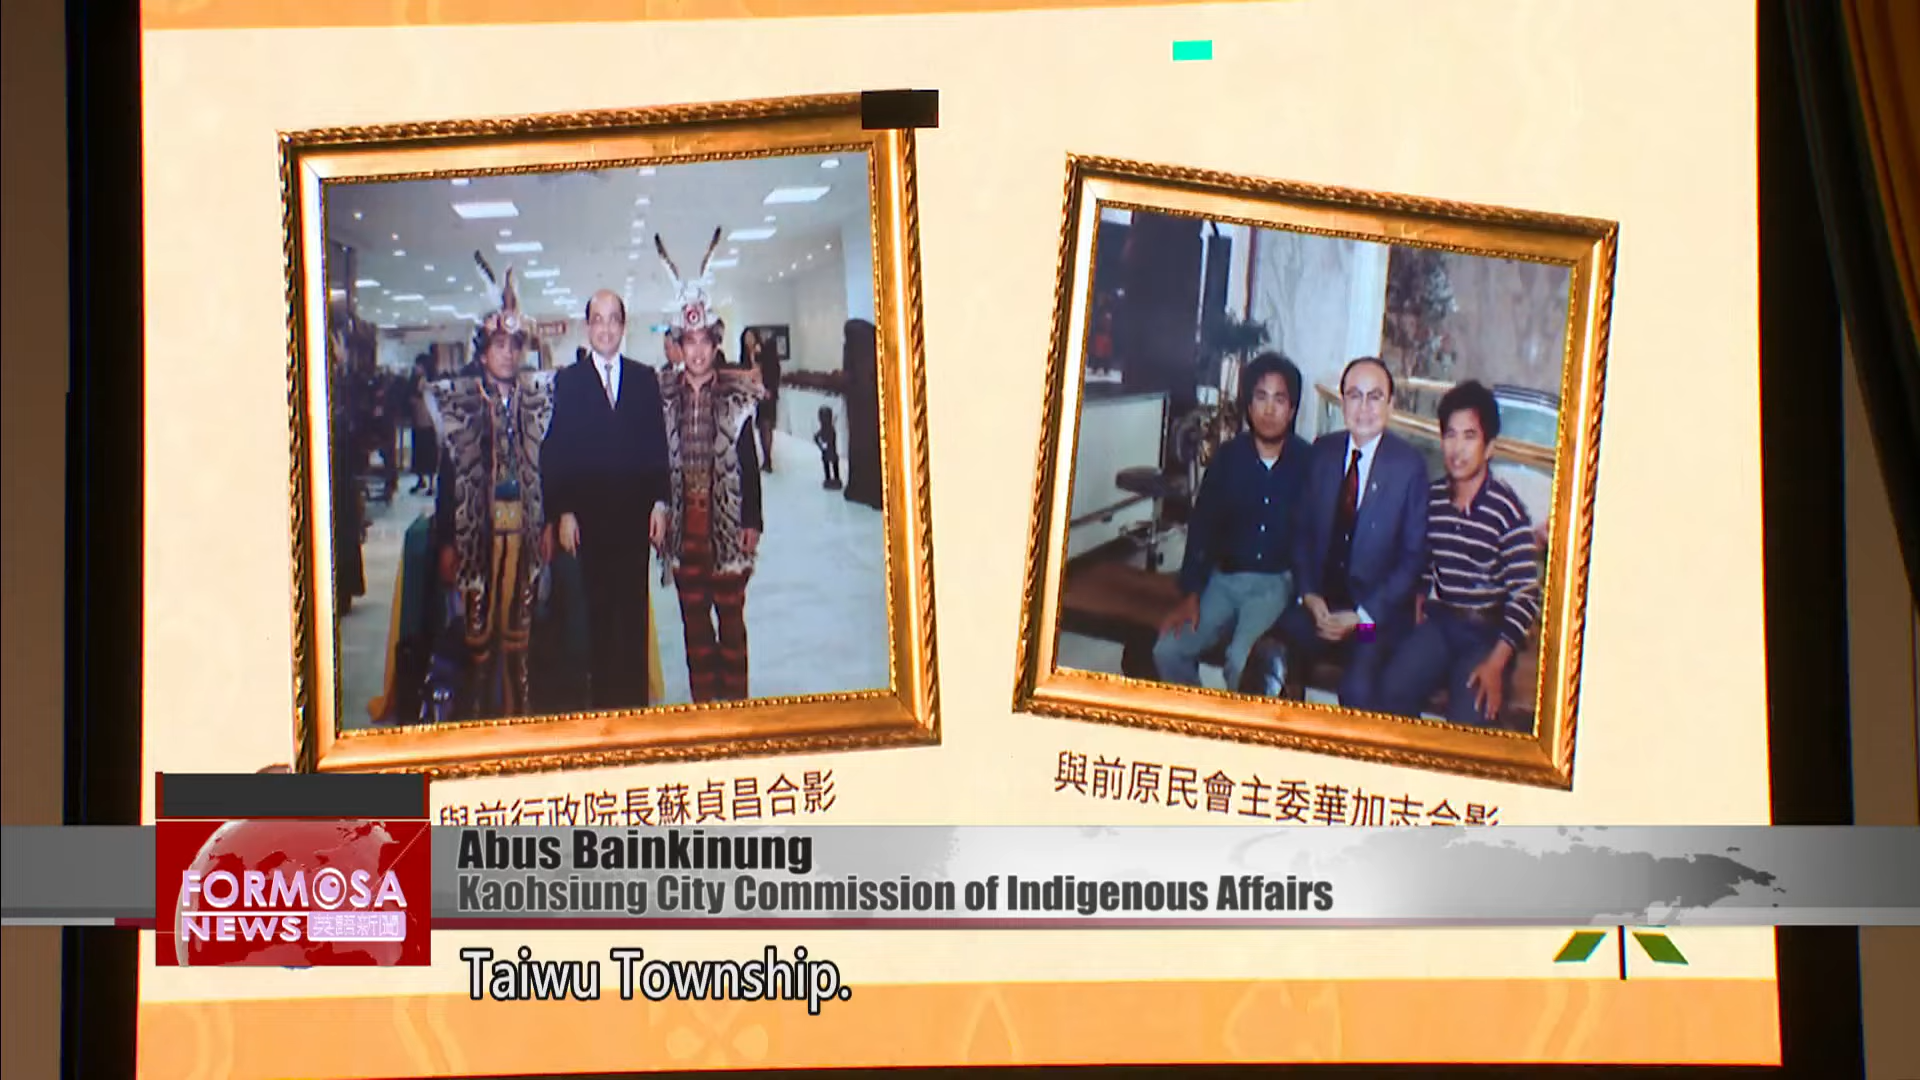 與前行政院長蘇貞昌合影
與前原民會主委華加志合影
Abus Bainkinung
Kaohsiung City Commission of Indigenous Affairs
FORMOSA
NEWS 英語新聞
Taiwu Township.